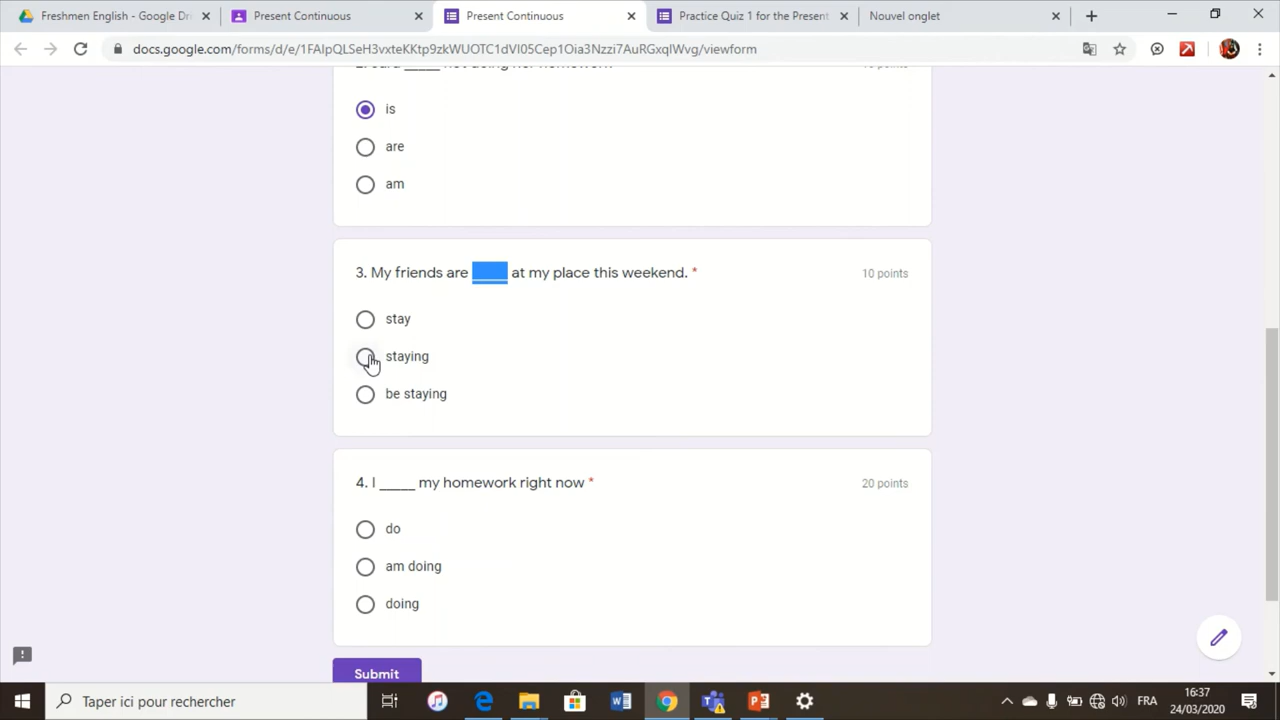 Freshmen English - Google D
Present Continuous
Present Continuous
Practice Quiz 1 for the Present
Nouvel onglet
docs.google.com/forms/d/e/1FAIpQLSeH3vxteKKtp9zkWUOTC1dVI05Cep1Oia3Nzzi7AuRGxqIWvg/viewform
is
are
am
3. My friends are ____ at my place this weekend. *
10 points
stay
staying
be staying
4. I _____ my homework right now *
20 points
do
am doing
doing
Submit
Taper ici pour rechercher
FRA
16:37
24/03/2020